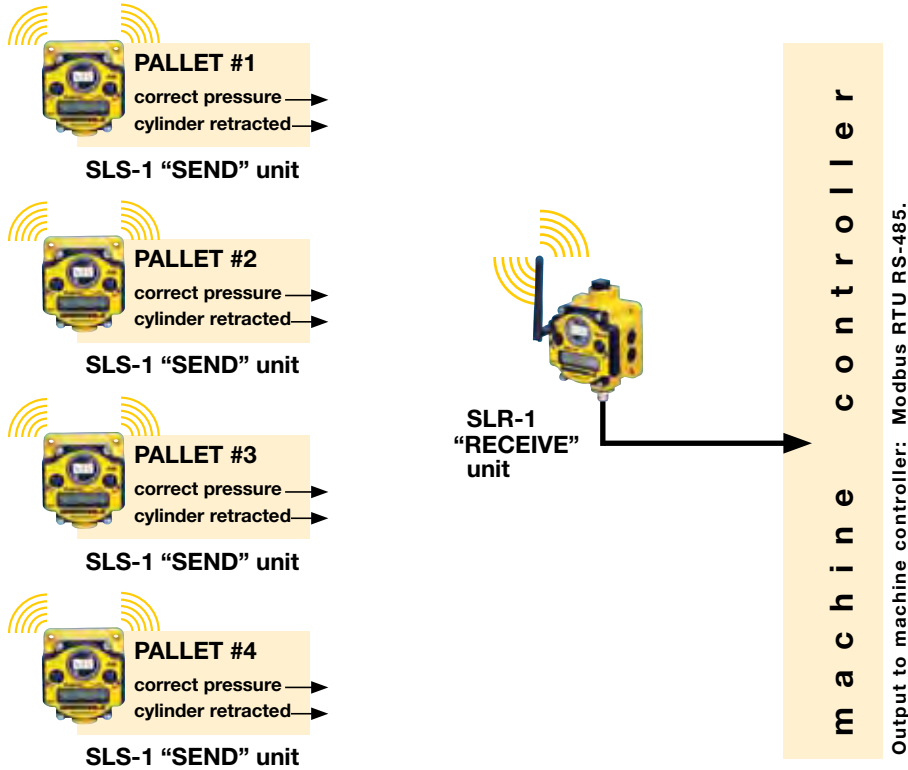 PALLET #1
correct pressure
cylinder retracted
SLS-1 “SEND” unit
PALLET #2
correct pressure
cylinder retracted
SLS-1 “SEND” unit
PALLET #3
correct pressure
cylinder retracted
SLS-1 “SEND” unit
PALLET #4
correct pressure
cylinder retracted
SLS-1 “SEND” unit
SLR-1
“RECEIVE”
unit
machine controller
Output to machine controller: Modbus RTU RS-485.